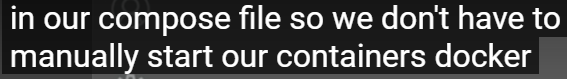 in our compose file so we don't have to
manually start our containers docker